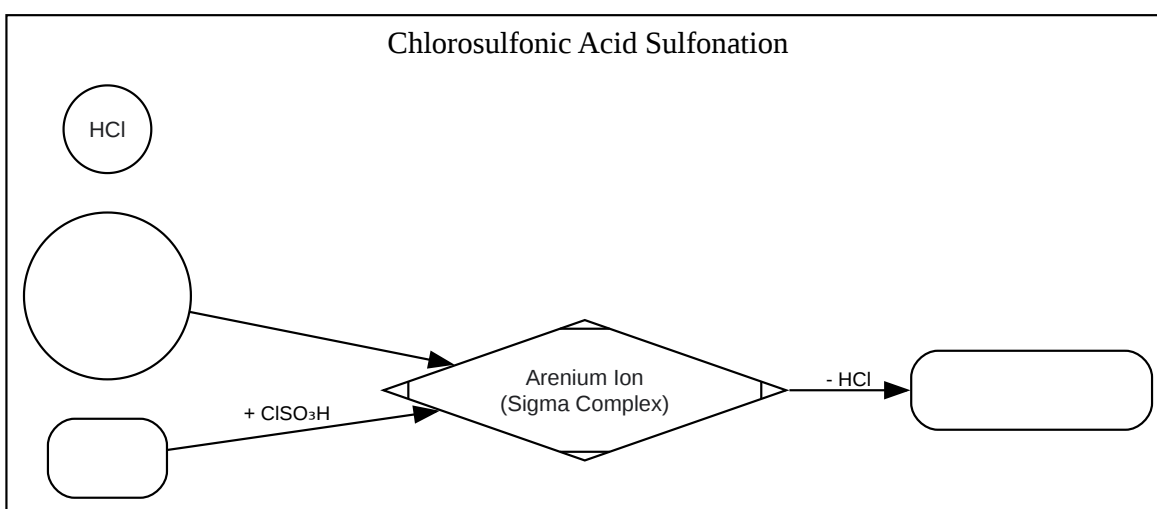 Chlorosulfonic Acid Sulfonation
HCl
Arenium Ion
(Sigma Complex)
+ ClSO₃H
- HCl